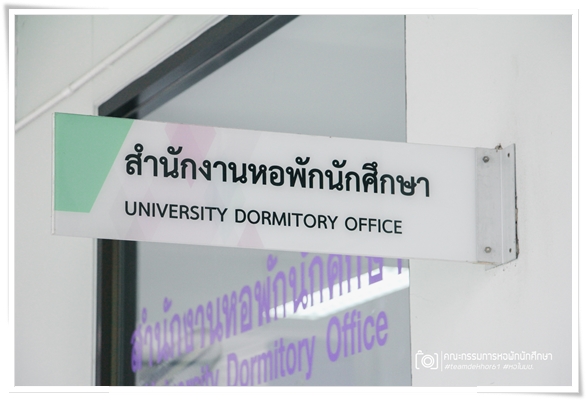 สำนักงานหอพักนักศึกษา
UNIVERSITY DORMITORY OFFICE
สำนักงานหอพักนักศึกษา
University Dormitory Office
คณะกรรมการหอพักนักศึกษา